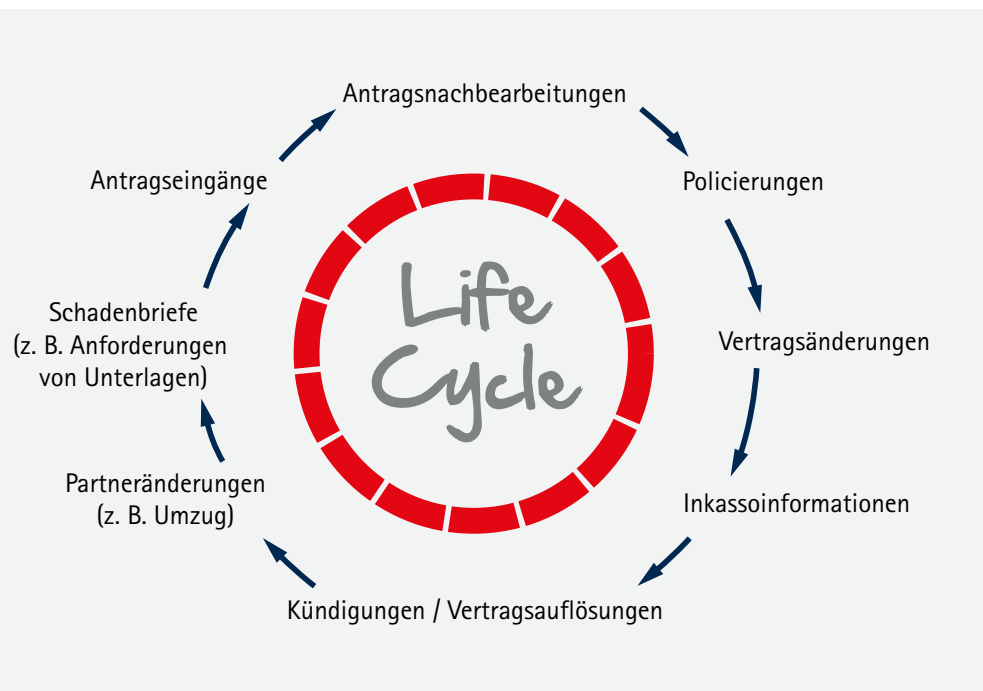 Antragsnachbearbeitungen
Antragseingänge
Policierungen
Life
Cycle
Schadenbriefe
(z. B. Anforderungen
von Unterlagen)
Vertragsänderungen
Partneränderungen
(z. B. Umzug)
Inkassoinformationen
Kündigungen / Vertragsauflösungen